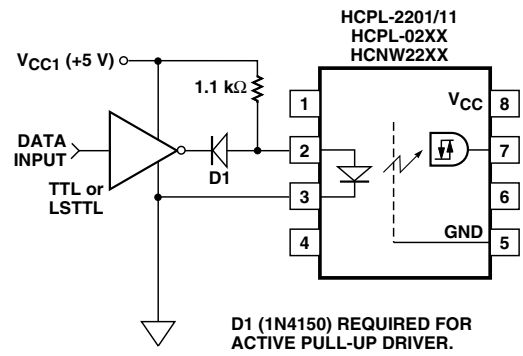 HCPL-2201/11
HCPL-02XX
HCNW22XX
VCC1 (+5 V)
1.1 kΩ
DATA
INPUT
TTL or
LSTTL
D1
1
2
3
4
VCC
8
7
6
GND
5
D1 (1N4150) REQUIRED FOR
ACTIVE PULL-UP DRIVER.